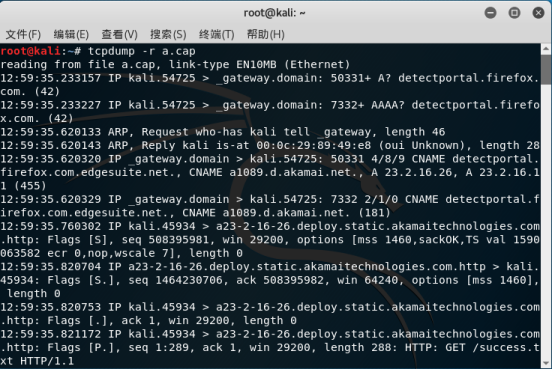 root@kali: ~
文件(F) 编辑(E) 查看(V) 搜索(S) 终端(T) 帮助(H)
root@kali:~# tcpdump -r a.cap
reading from file a.cap, link-type EN10MB (Ethernet)
12:59:35.233157 IP kali.54725 > _gateway.domain: 50331+ A? detectportal.firefox.
com. (42)
12:59:35.233227 IP kali.54725 > _gateway.domain: 7332+ AAAA? detectportal.firefo
x.com. (42)
12:59:35.620133 ARP, Request who-has kali tell _gateway, length 46
12:59:35.620143 ARP, Reply kali is-at 00:0c:29:89:49:e8 (oui Unknown), length 28
12:59:35.620320 IP _gateway.domain > kali.54725: 50331 4/8/9 CNAME detectportal.
firefox.com.edgesuite.net., CNAME a1089.d.akamai.net., A 23.2.16.26, A 23.2.16.1
1 (455)
12:59:35.620329 IP _gateway.domain > kali.54725: 7332 2/1/0 CNAME detectportal.f
irefox.com.edgesuite.net., CNAME a1089.d.akamai.net. (181)
12:59:35.760302 IP kali.45934 > a23-2-16-26.deploy.static.akamaitechnologies.com
.http: Flags [S], seq 508395981, win 29200, options [mss 1460,sackOK,TS val 1590
063582 ecr 0,nop,wscale 7], length 0
12:59:35.820704 IP a23-2-16-26.deploy.static.akamaitechnologies.com.http > kali.
45934: Flags [S.], seq 1464230706, ack 508395982, win 64240, options [mss 1460],
length 0
12:59:35.820753 IP kali.45934 > a23-2-16-26.deploy.static.akamaitechnologies.com
.http: Flags [.], ack 1, win 29200, length 0
12:59:35.821172 IP kali.45934 > a23-2-16-26.deploy.static.akamaitechnologies.com
.http: Flags [P.], seq 1:289, ack 1, win 29200, length 288: HTTP: GET /success.t
xt HTTP/1.1